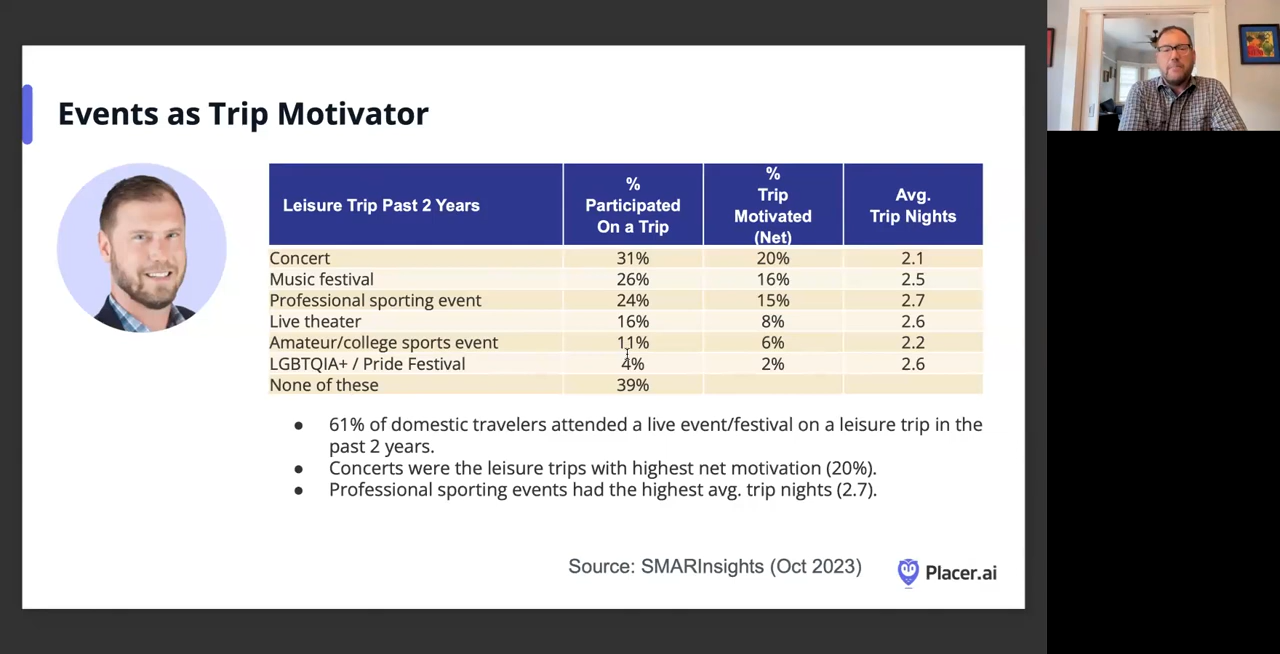 Events as Trip Motivator
Leisure Trip Past 2 Years
%
Participated
On a Trip
%
Trip
Motivated
(Net)
Avg.
Trip Nights
Concert 31% 20% 2.1
Music festival 26% 16% 2.5
Professional sporting event 24% 15% 2.7
Live theater 16% 8% 2.6
Amateur/college sports event 11% 6% 2.2
LGBTQIA+ / Pride Festival 4% 2% 2.6
None of these 39%
● 61% of domestic travelers attended a live event/festival on a leisure trip in the
past 2 years.
● Concerts were the leisure trips with highest net motivation (20%).
● Professional sporting events had the highest avg. trip nights (2.7).
Source: SMARInsights (Oct 2023)
Placer.ai